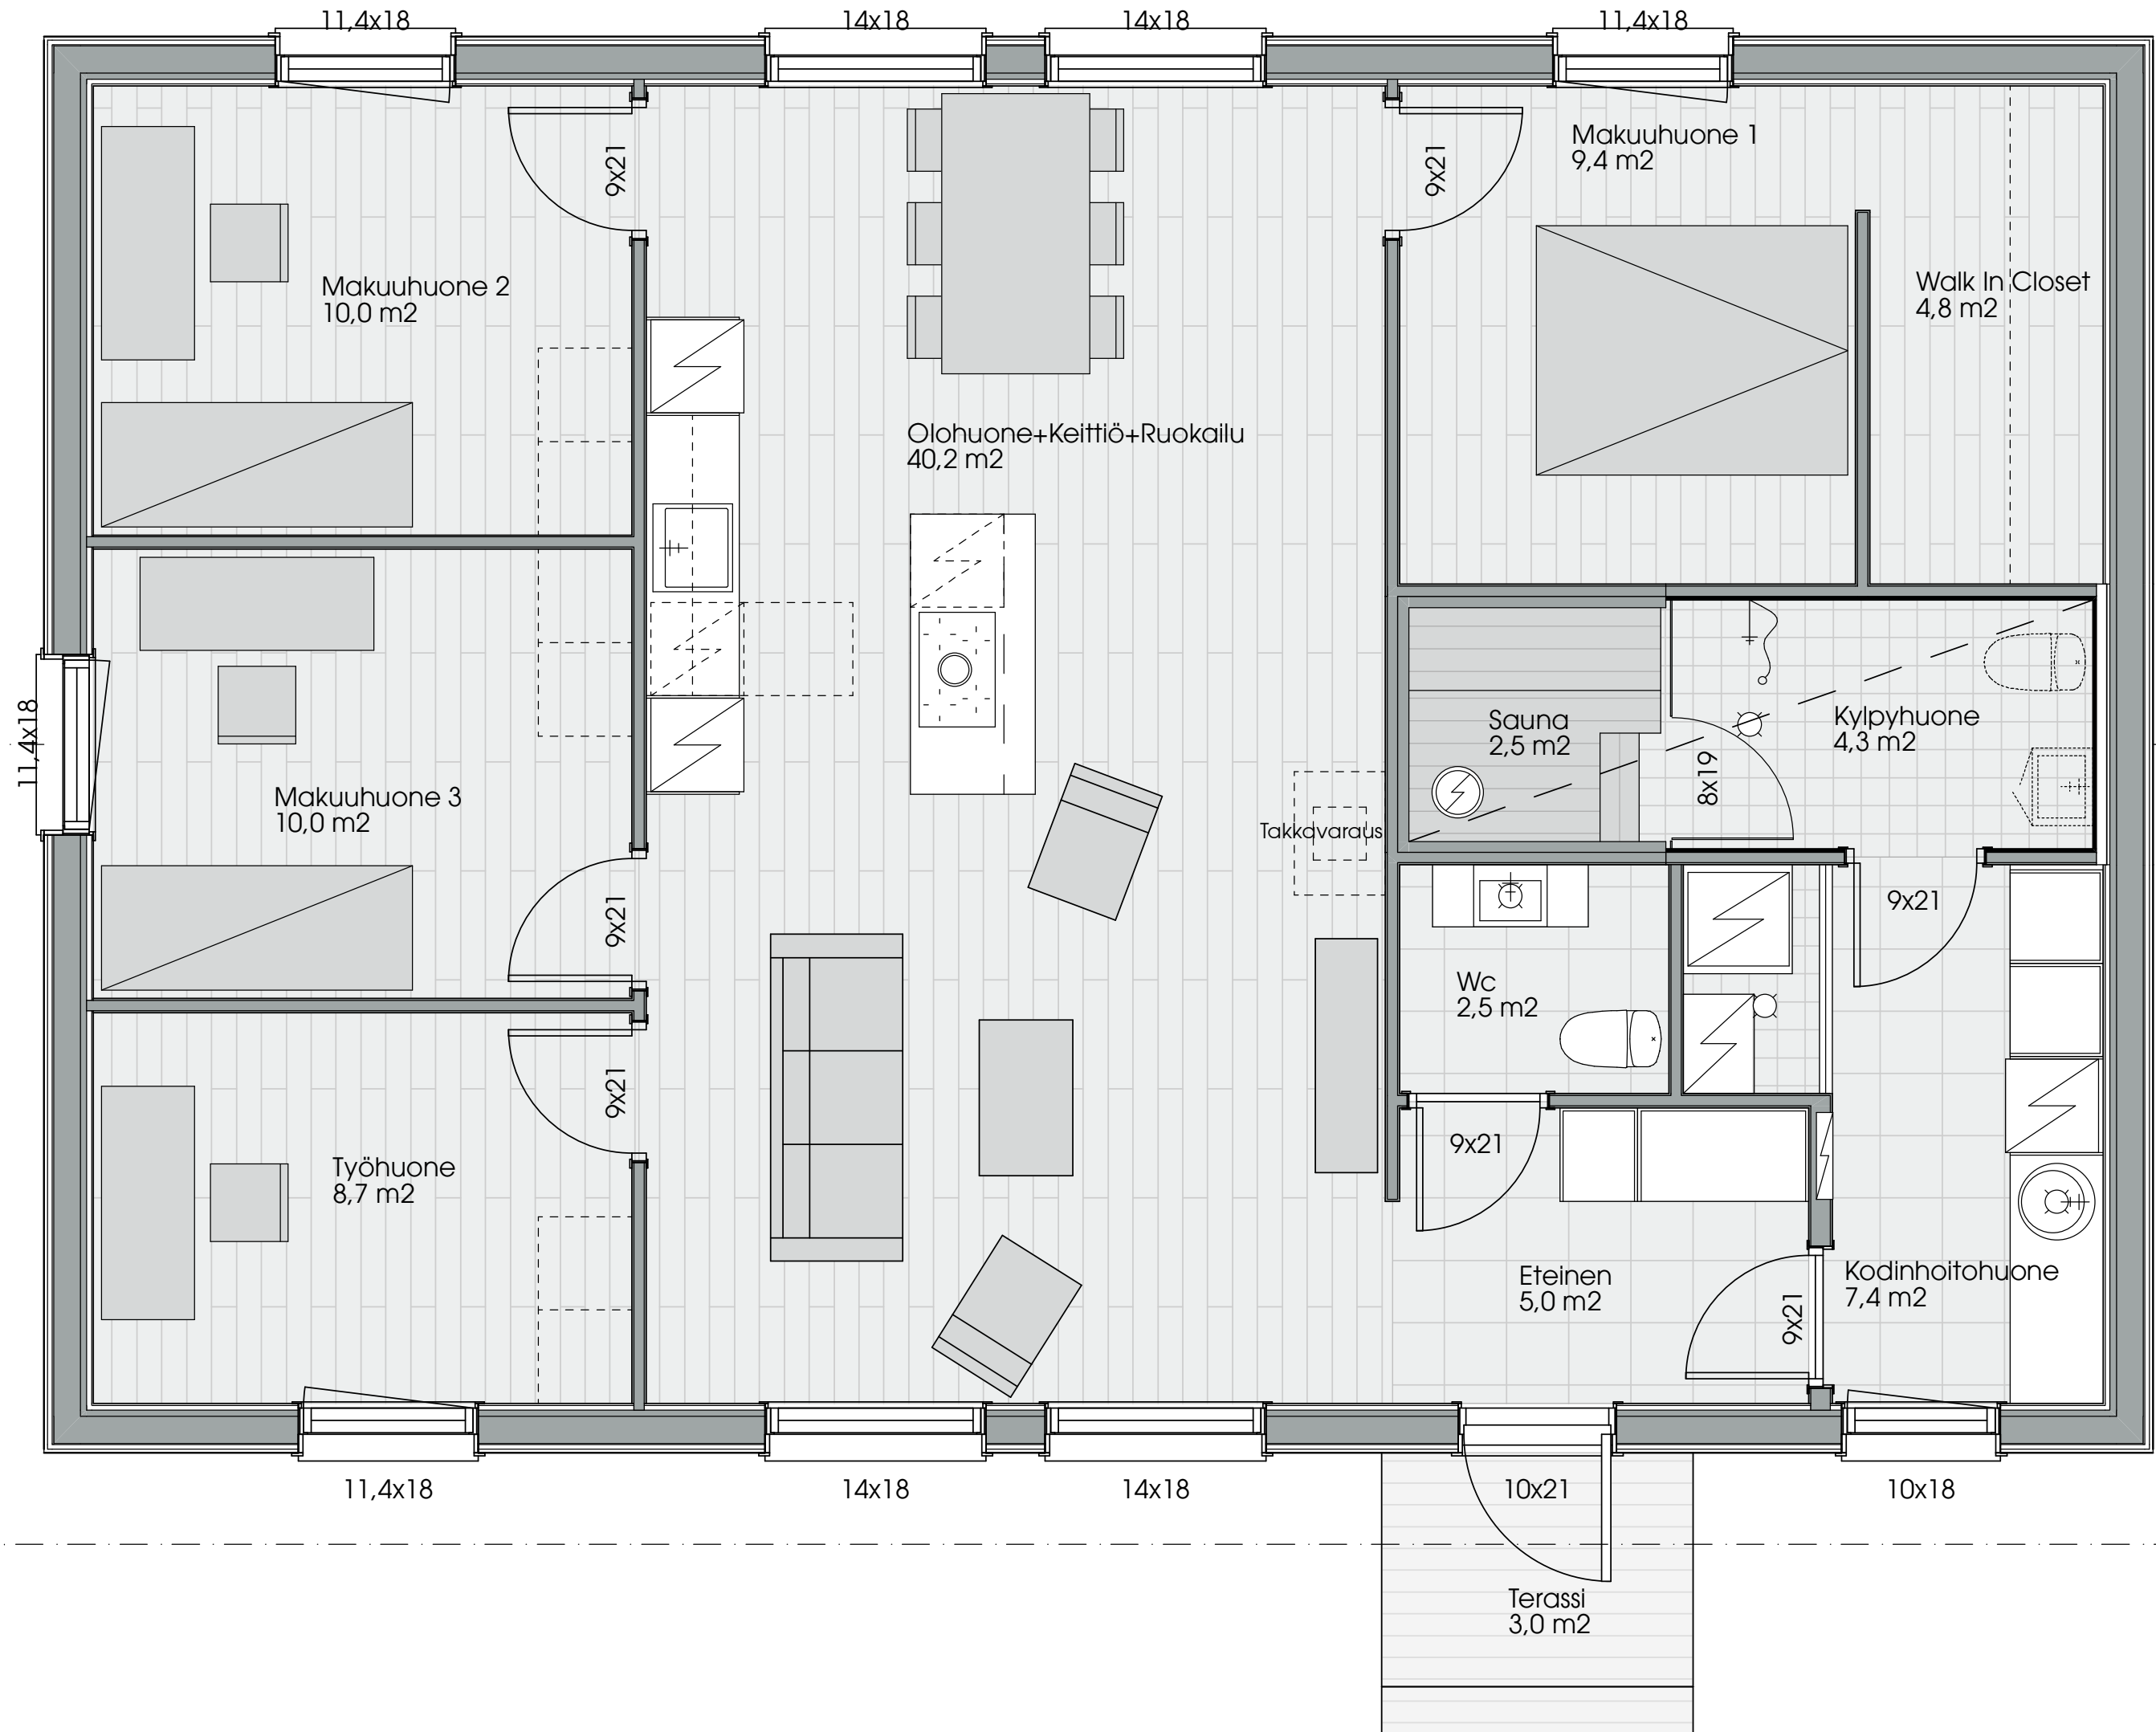 11,4x18
14x18
14x18
11,4x18
9x21
9x21
Makuuhuone 1
9,4 m2
Makuuhuone 2
10,0 m2
Walk In Closet
4,8 m2
Olohuone+Keittiö+Ruokailu
40,2 m2
11,4x18
Makuuhuone 3
10,0 m2
Sauna
2,5 m2
8x19
Kylpyhuone
4,3 m2
Takkavaraus
9x21
9x21
Wc
2,5 m2
9x21
9x21
Työhuone
8,7 m2
Eteinen
5,0 m2
9x21
Kodinhoitohuone
7,4 m2
11,4x18
14x18
14x18
10x21
10x18
Terassi
3,0 m2